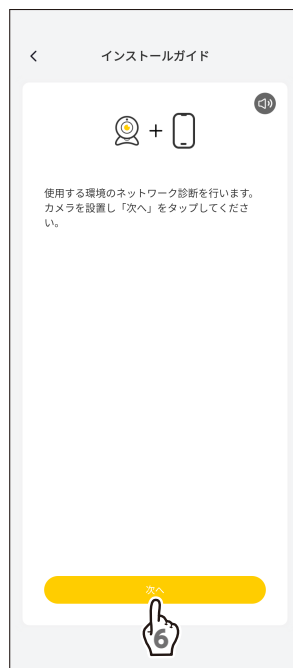 インストールガイド
使用する環境のネットワーク診断を行います。
カメラを設置し「次へ」をタップしてくださ
い。
次へ
6